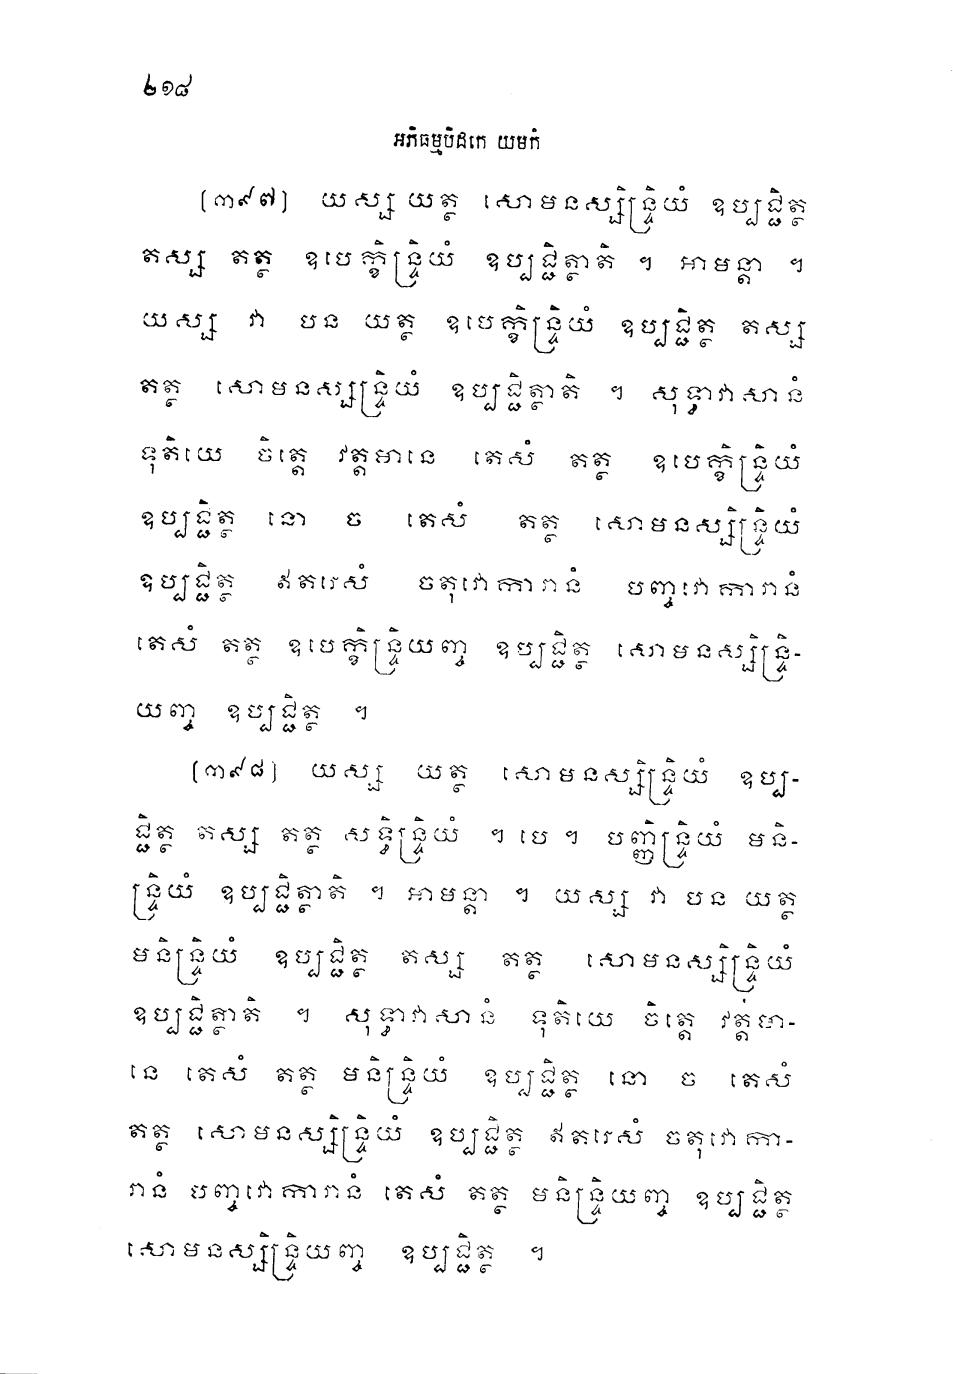 ២១៨
អភិធម្មបិដកេ យមកំ
(៣៩៧) យស្ស យត្ថ សោមនស្សិន្ទ្រិយំ ឧប្បជ្ជិត្ថ
តស្ស តត្ថ ឧបេក្ខិន្ទ្រិយំ ឧប្បជ្ជិត្ថាតិ ។ អាមន្តា ។
យស្ស វា បន យត្ថ ឧបេក្ខិន្ទ្រិយំ ឧប្បជ្ជិត្ថ តស្ស
តត្ថ សោមនស្សន្ទ្រិយំ ឧប្បជ្ជិត្ថាតិ ។ សុទ្ធាវាសានំ
ទុតិយេ ចិត្តេ វត្តមានេ តេសំ តត្ថ ឧបេក្ខិន្ទ្រិយំ
ឧប្បជ្ជិត្ថ នោ ច តេសំ តត្ថ សោមនស្សិន្ទ្រិយំ
ឧប្បជ្ជិត្ថ ឥតរេសំ ចតុវោការានំ បញ្ចវោការានំ
តេសំ តត្ថ ឧបេក្ខិន្ទ្រិយញ្ច ឧប្បជ្ជិត្ថ សោមនស្សិន្ទ្រិ-
យញ្ច ឧប្បជ្ជិត្ថ ។
(៣៩៨) យស្ស យត្ថ សោមនស្សិន្ទ្រិយំ ឧប្ប-
ជ្ជិត្ថ តស្ស តត្ថ សទ្ធិន្ទ្រិយំ ។ បេ ។ បញ្ញិន្ទ្រិយំ មនិ-
ន្ទ្រិយំ ឧប្បជ្ជិត្ថាតិ ។ អាមន្តា ។ យស្ស វា បន យត្ថ
មនិន្ទ្រិយំ ឧប្បជ្ជិត្ថ តស្ស តត្ថ សោមនស្សិន្ទ្រិយំ
ឧប្បជ្ជិត្ថាតិ ។ សុទ្ធាវាសានំ ទុតិយេ ចិត្តេ វត្តមា-
នេ តេសំ តត្ថ មនិន្ទ្រិយំ ឧប្បជ្ជិត្ថ នោ ច តេសំ
តត្ថ សោមនស្សិន្ទ្រិយំ ឧប្បជ្ជិត្ថ ឥតរេសំ ចតុវោកា-
រានំ បញ្ចវោការានំ តេសំ តត្ថ មនិន្ទ្រិយញ្ច ឧប្បជ្ជិត្ថ
សោមនស្សិន្ទ្រិយញ្ច ឧប្បជ្ជិត្ថ ។